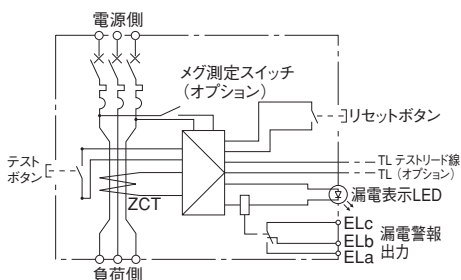 電源側
メグ測定スイッチ
（オプション）
リセットボタン
テスト
ボタン
TL テストリード線
TL （オプション）
漏電表示LED
ZCT
ELc
ELb
ELa
漏電警報
出力
負荷側